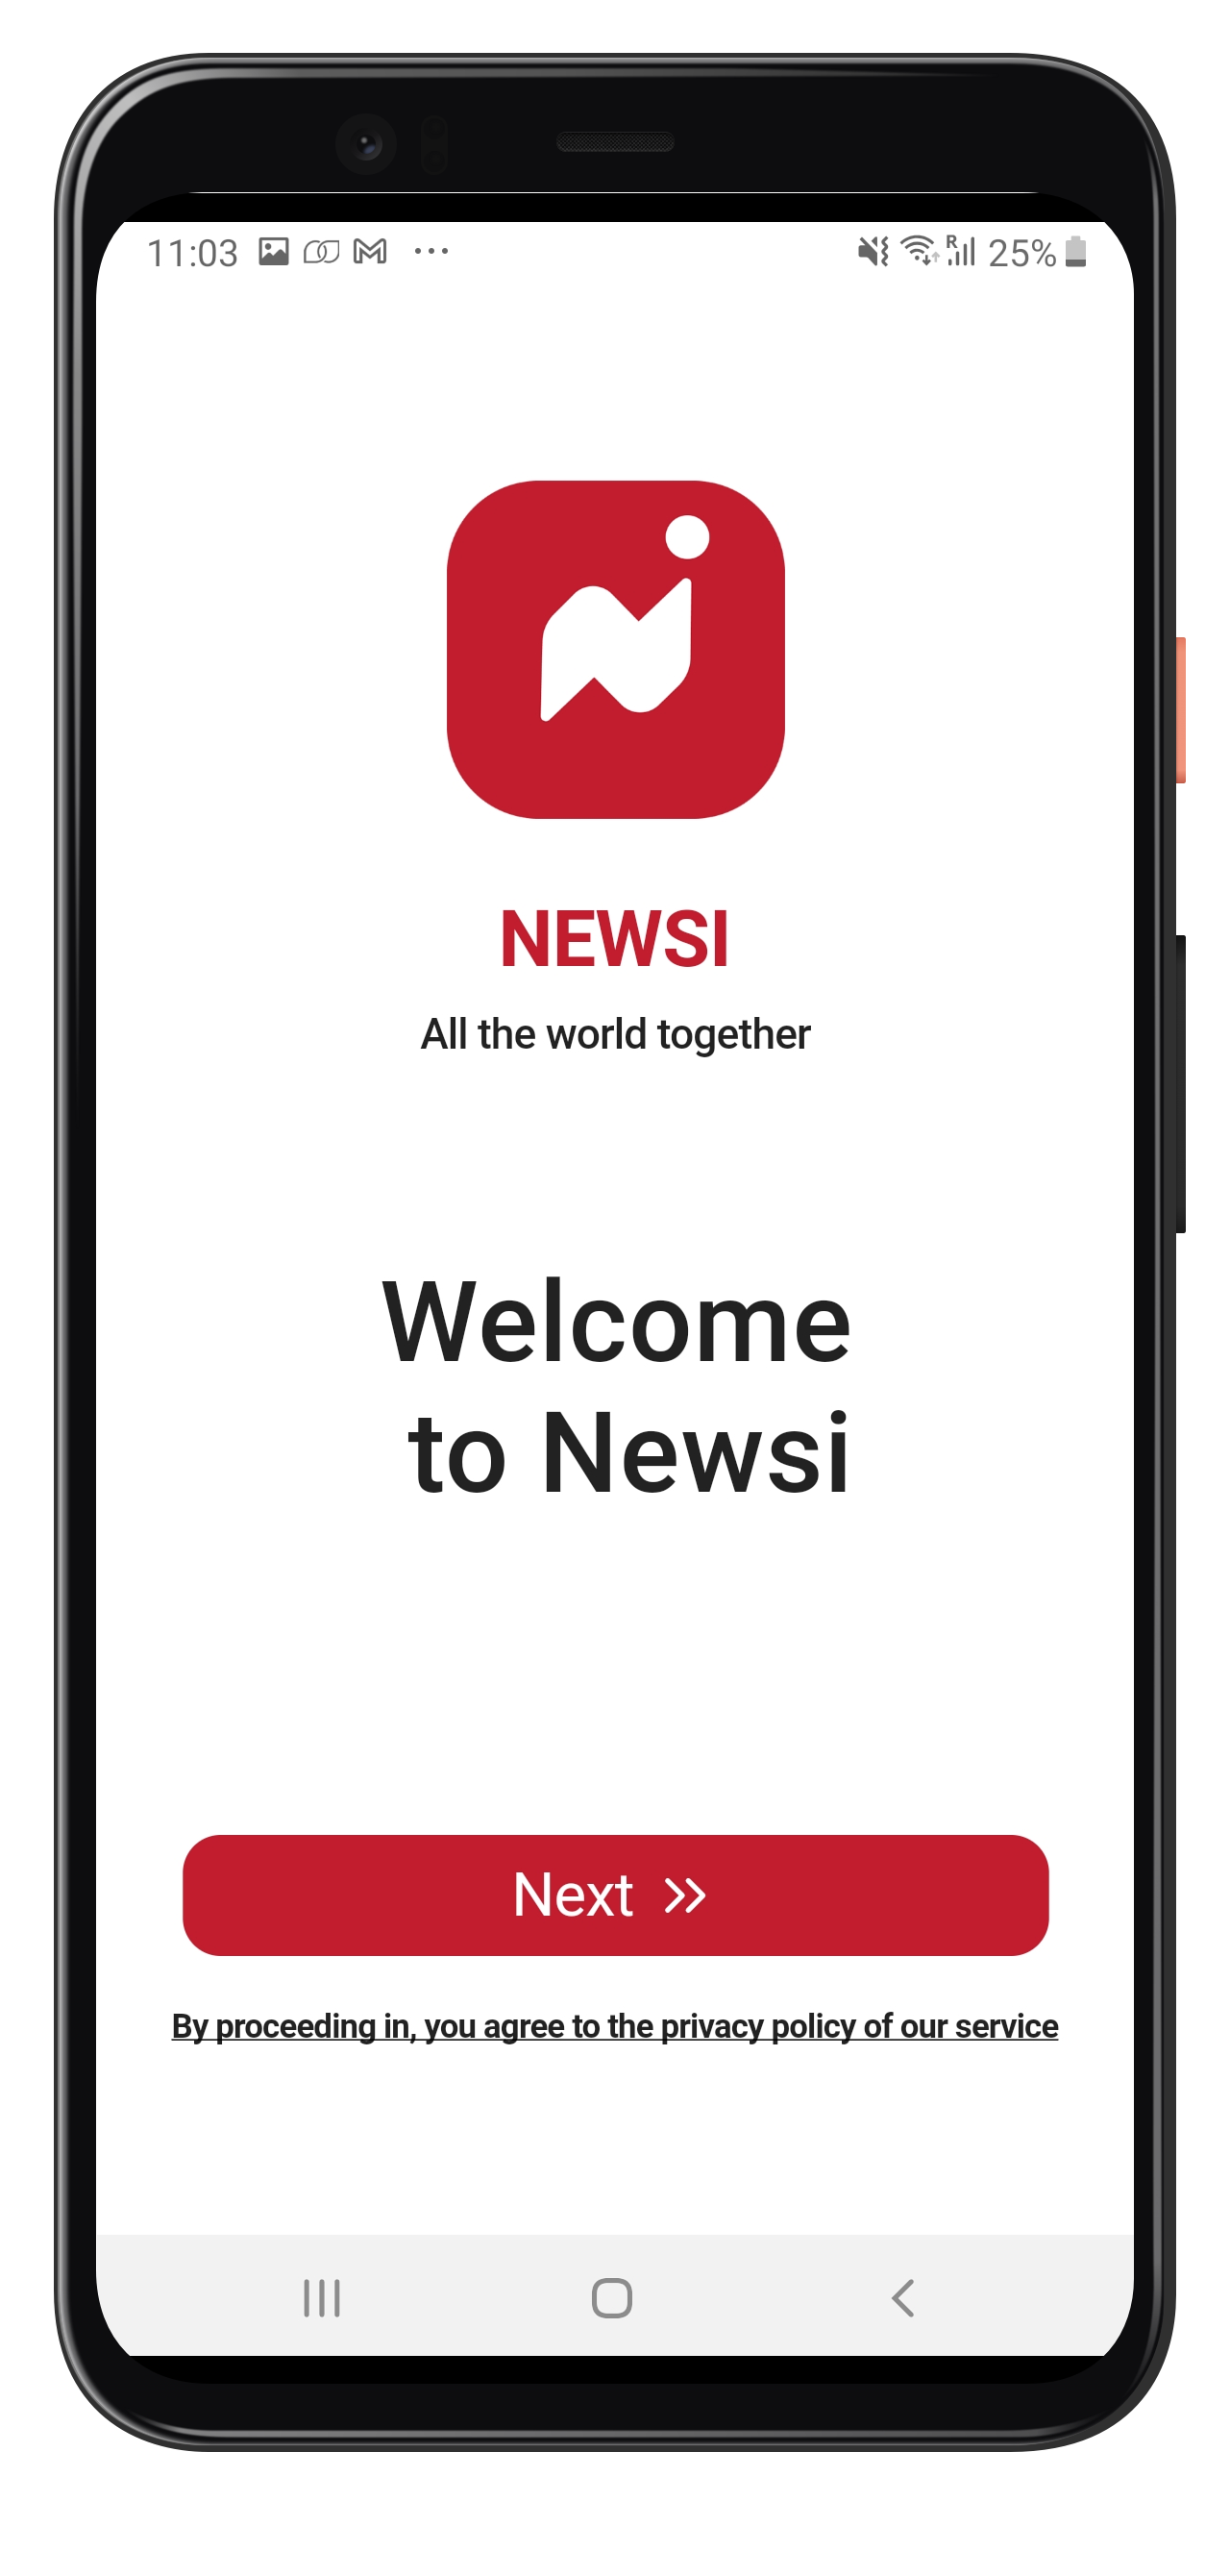 11:03 R 25%
NEWSI
All the world together
Welcome
to Newsi
Next
By proceeding in, you agree to the privacy policy of our service